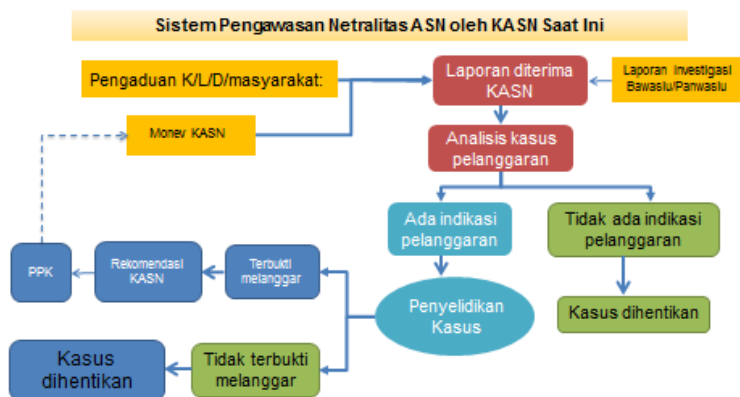 Sistem Pengawasan Netralitas ASN oleh KASN Saat Ini
Pengaduan K/L/D/masyarakat:
Laporan diterima
KASN
Laporan Investigasi
Bawaslu/Panwaslu
Monev KASN
Analisis kasus
pelanggaran
Ada indikasi
pelanggaran
Tidak ada indikasi
pelanggaran
PPK
Rekomendasi
KASN
Terbukti
melanggar
Penyelidikan
Kasus
Kasus dihentikan
Kasus
dihentikan
Tidak terbukti
melanggar